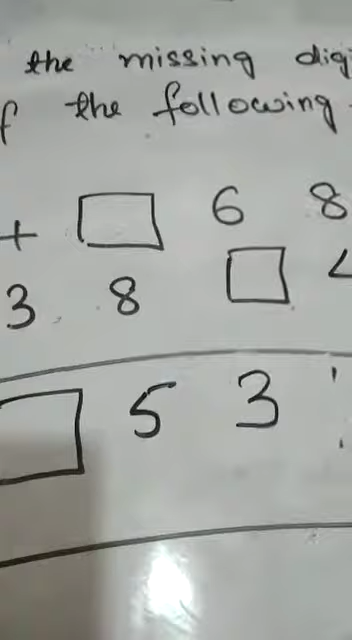 the missing
f the following
+ □ 6 8
3 8 □
□ 5 3